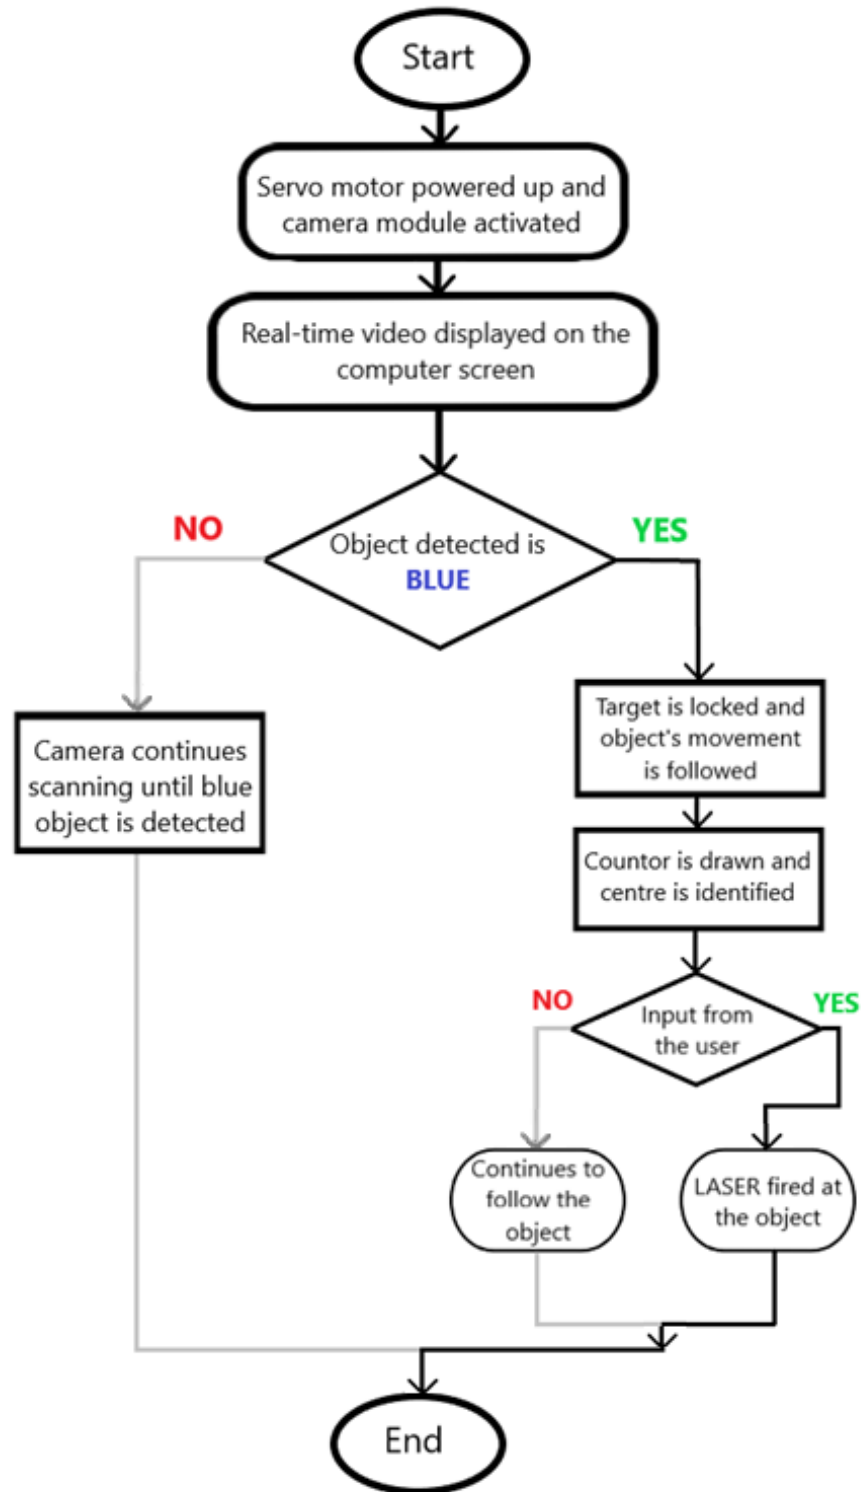 Start
Servo motor powered up and
camera module activated
Real-time video displayed on the
computer screen
NO
YES
Object detected is
BLUE
Target is locked and
object's movement
is followed
Camera continues
scanning until blue
object is detected
Countor is drawn and
centre is identified
NO
YES
Input from
the user
Continues to
follow the
object
LASER fired at
the object
End